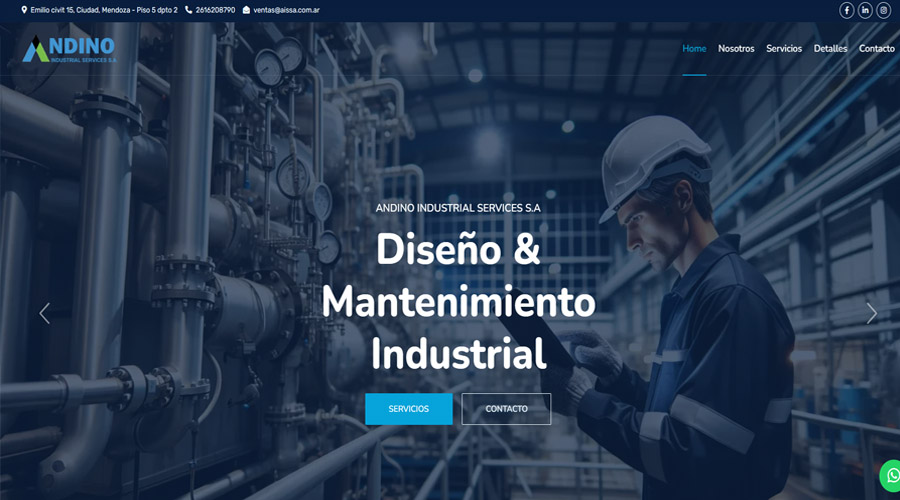 Emilio civit 15, Ciudad, Mendoza - Piso 5 dpto 2 2616208790 ventas@aissa.com.ar
NDINO
INDUSTRIAL SERVICES S.A
Home Nosotros Servicios Detalles Contacto
ANDINO INDUSTRIAL SERVICES S.A
Diseño &
Mantenimiento
Industrial
SERVICIOS CONTACTO